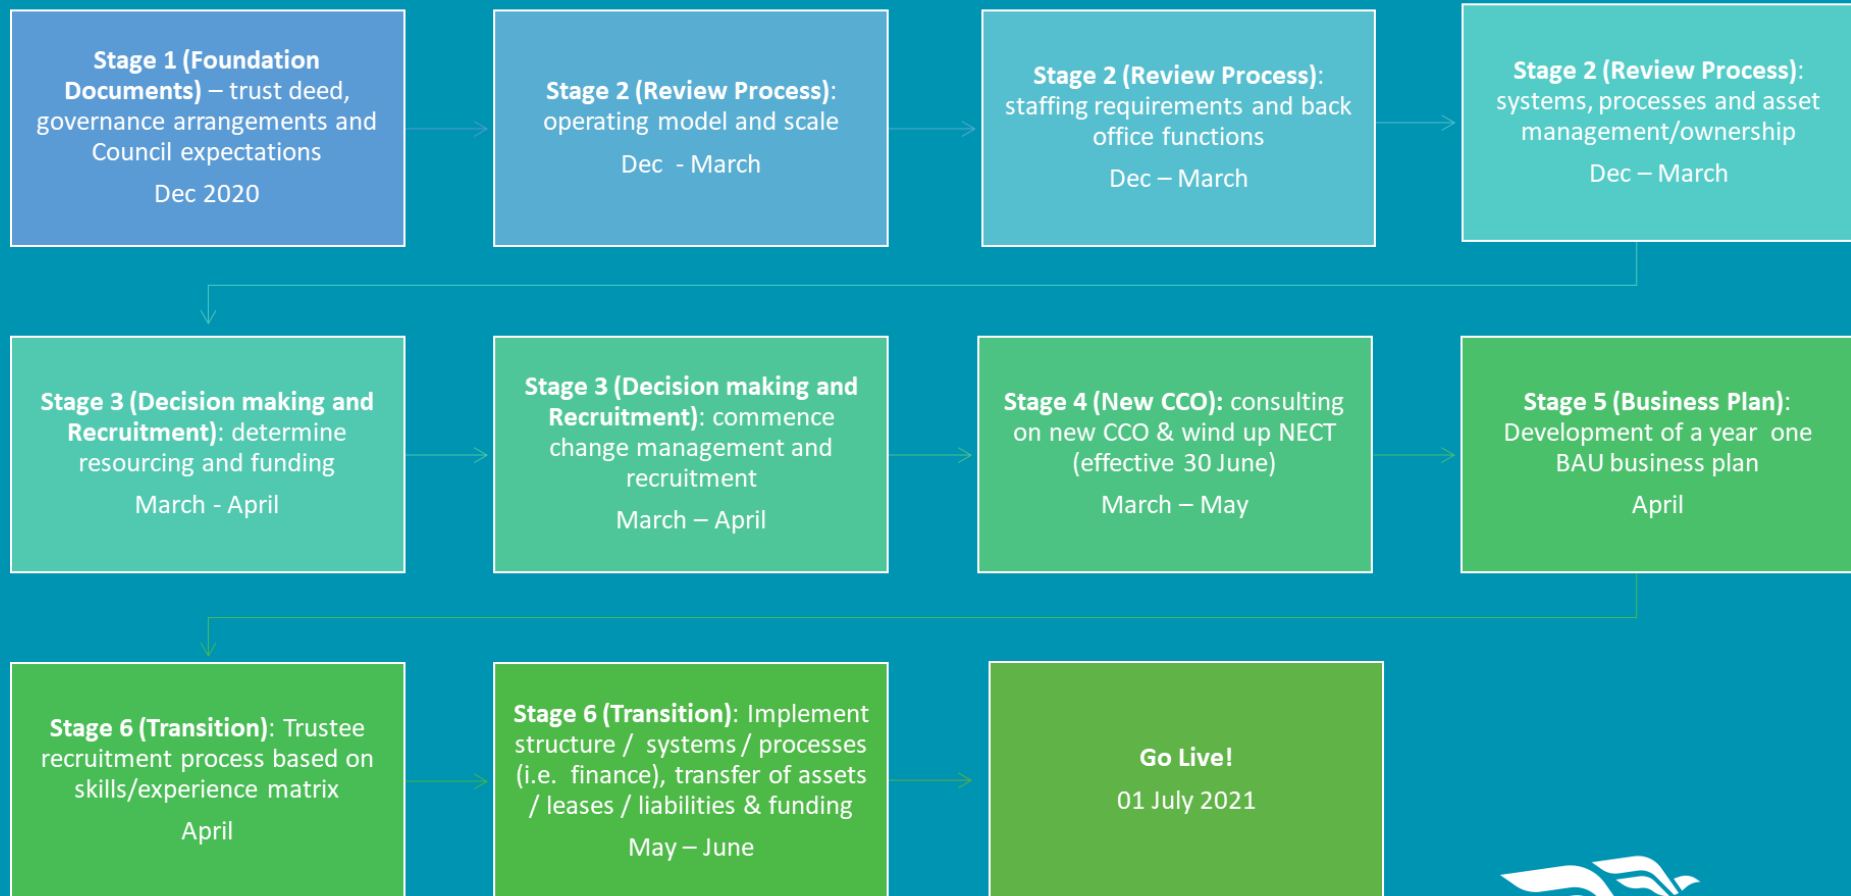 Stage 1 (Foundation
Documents) – trust deed,
governance arrangements and
Council expectations
Dec 2020
Stage 2 (Review Process):
operating model and scale
Dec - March
Stage 2 (Review Process):
staffing requirements and back
office functions
Dec – March
Stage 2 (Review Process):
systems, processes and asset
management/ownership
Dec – March
Stage 3 (Decision making and
Recruitment): determine
resourcing and funding
March - April
Stage 3 (Decision making and
Recruitment): commence
change management and
recruitment
March – April
Stage 4 (New CCO): consulting
on new CCO & wind up NECT
(effective 30 June)
March – May
Stage 5 (Business Plan):
Development of a year one
BAU business plan
April
Stage 6 (Transition): Trustee
recruitment process based on
skills/experience matrix
April
Stage 6 (Transition): Implement
structure / systems / processes
(i.e. finance), transfer of assets
/ leases / liabilities & funding
May – June
Go Live!
01 July 2021